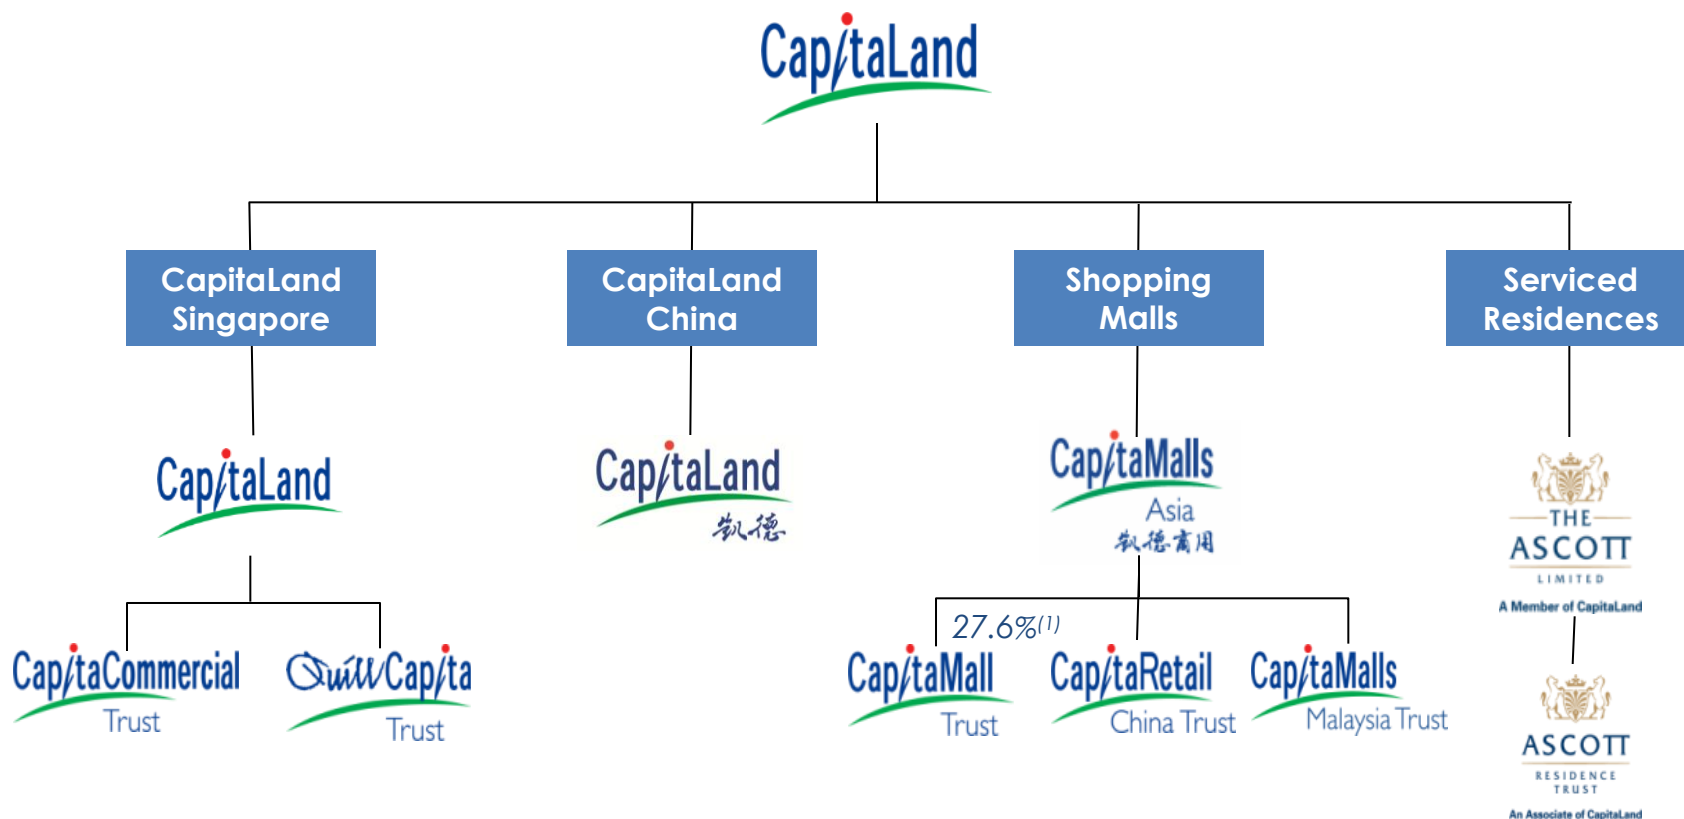 CapitaLand
CapitaLand
Singapore
CapitaLand
China
Shopping
Malls
Serviced
Residences
CapitaLand
CapitaLand
凯德
CapitaMalls
Asia
凯德商用
THE
ASCOTT
LIMITED
A Member of CapitaLand
27.6%(1)
CapitaCommercial
Trust
QuillCapita
Trust
CapitaMall
Trust
CapitaRetail
China Trust
CapitaMalls
Malaysia Trust
ASCOTT
RESIDENCE
TRUST
An Associate of CapitaLand